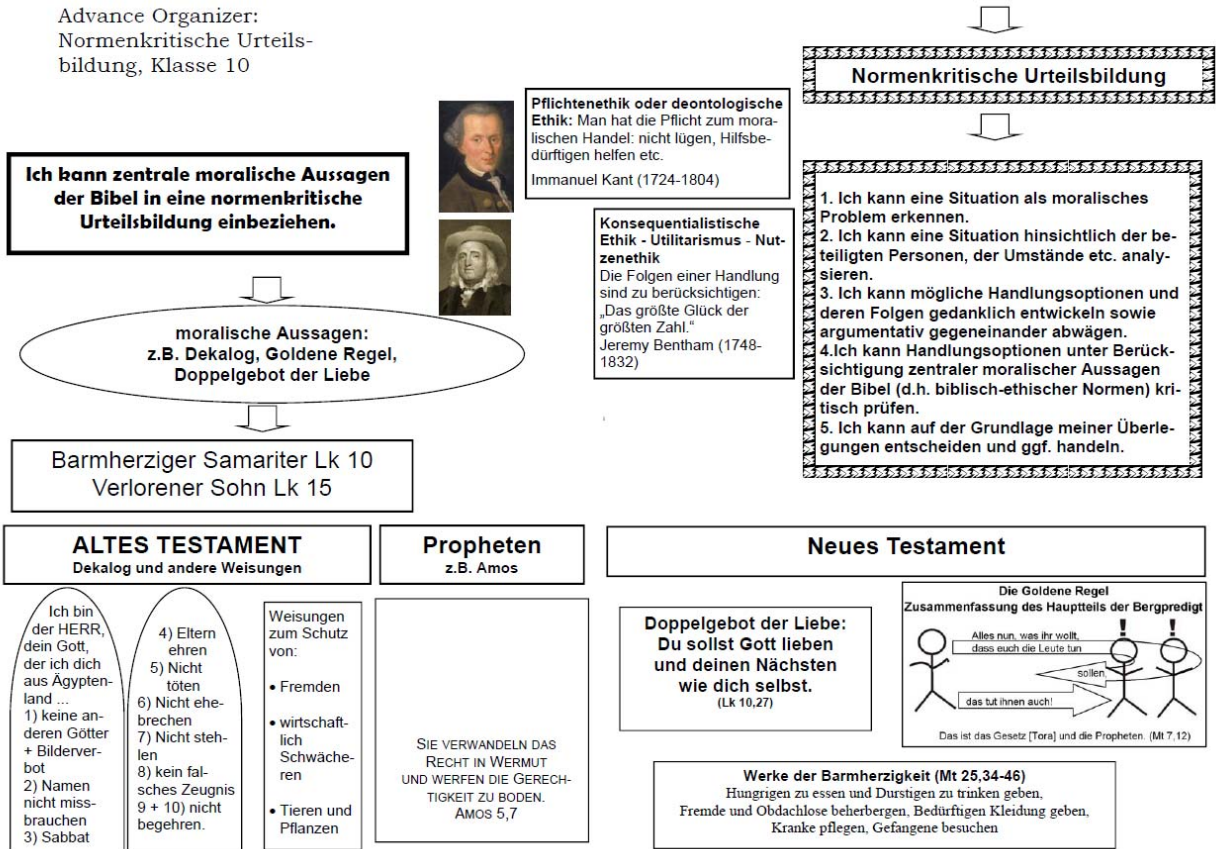 Advance Organizer:
Normenkritische Urteils-
bildung, Klasse 10
Ich kann zentrale moralische Aussagen
der Bibel in eine normenkritische
Urteilsbildung einbeziehen.
moralische Aussagen:
z.B. Dekalog, Goldene Regel,
Doppelgebot der Liebe
Barmherziger Samariter Lk 10
Verlorener Sohn Lk 15
Pflichtenethik oder deontologische
Ethik: Man hat die Pflicht zum mora-
lischen Handel: nicht lügen, Hilfsbe-
dürftigen helfen etc.
Immanuel Kant (1724-1804)
Konsequentialistische
Ethik - Utilitarismus - Nut-
zenethik
Die Folgen einer Handlung
sind zu berücksichtigen:
„Das größte Glück der
größten Zahl.“
Jeremy Bentham (1748-
1832)
Normenkritische Urteilsbildung
1. Ich kann eine Situation als moralisches
Problem erkennen.
2. Ich kann eine Situation hinsichtlich der be-
teiligten Personen, der Umstände etc. analy-
sieren.
3. Ich kann mögliche Handlungsoptionen und
deren Folgen gedanklich entwickeln sowie
argumentativ gegeneinander abwägen.
4.Ich kann Handlungsoptionen unter Berück-
sichtigung zentraler moralischer Aussagen
der Bibel (d.h. biblisch-ethischer Normen) kri-
tisch prüfen.
5. Ich kann auf der Grundlage meiner Überle-
gungen entscheiden und ggf. handeln.
ALTES TESTAMENT
Dekalog und andere Weisungen
Ich bin
der HERR,
dein Gott,
der ich dich
aus Ägypten-
land ...
1) keine an-
deren Götter
+ Bilderver-
bot
2) Namen
nicht miss-
brauchen
3) Sabbat
4) Eltern
ehren
5) Nicht
töten
6) Nicht ehe-
brechen
7) Nicht steh-
len
8) kein fal-
sches Zeugnis
9 + 10) nicht
begehren.
Weisungen
zum Schutz
von:
• Fremden
• wirtschaft-
lich
Schwäche-
ren
• Tieren und
Pflanzen
Propheten
z.B. Amos
SIE VERWANDELN DAS
RECHT IN WERMUT
UND WERFEN DIE GERECH-
TIGKEIT ZU BODEN.
AMOS 5,7
Neues Testament
Doppelgebot der Liebe:
Du sollst Gott lieben
und deinen Nächsten
wie dich selbst.
(Lk 10,27)
Die Goldene Regel
Zusammenfassung des Hauptteils der Bergpredigt
Alles nun, was ihr wollt,
dass euch die Leute tun
sollen,
das tut ihnen auch!
Das ist das Gesetz [Tora] und die Propheten. (Mt 7,12)
Werke der Barmherzigkeit (Mt 25,34-46)
Hungrigen zu essen und Durstigen zu trinken geben,
Fremde und Obdachlose beherbergen, Bedürftigen Kleidung geben,
Kranke pflegen, Gefangene besuchen